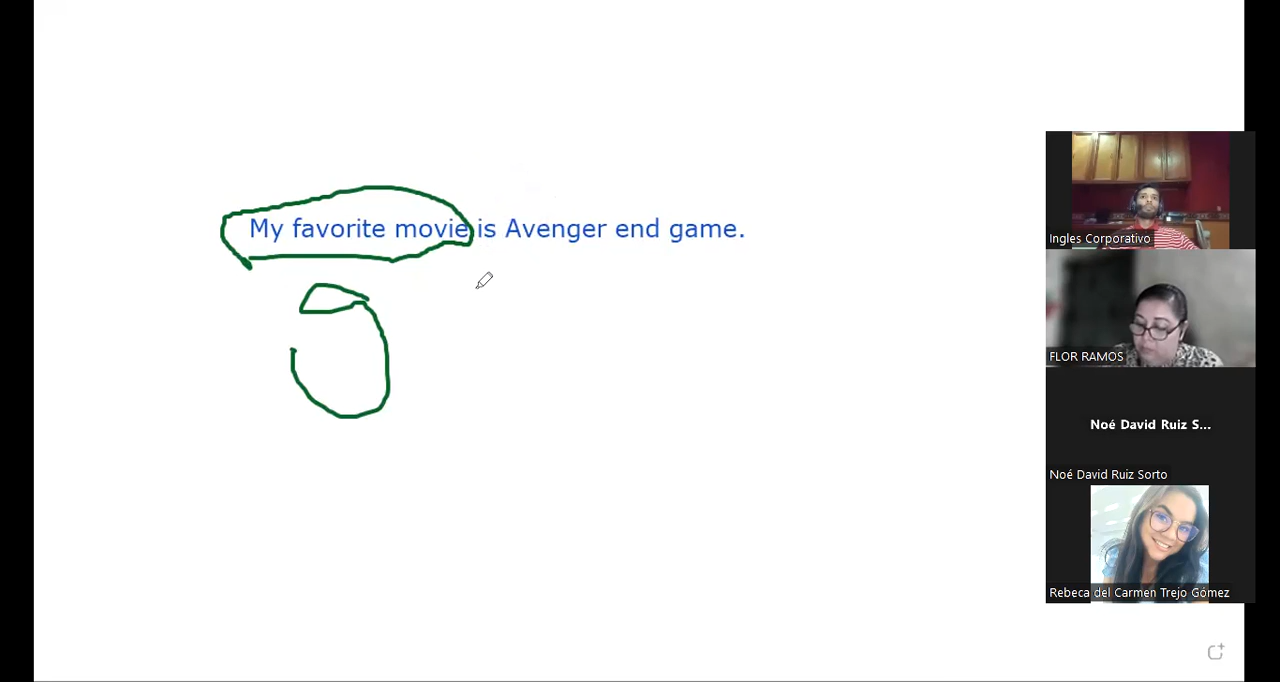 My favorite movie is Avenger end game.
Ingles Corporativo
FLOR RAMOS
Noé David Ruiz S...
Noé David Ruiz Sorto
Rebeca del Carmen Trejo Gómez